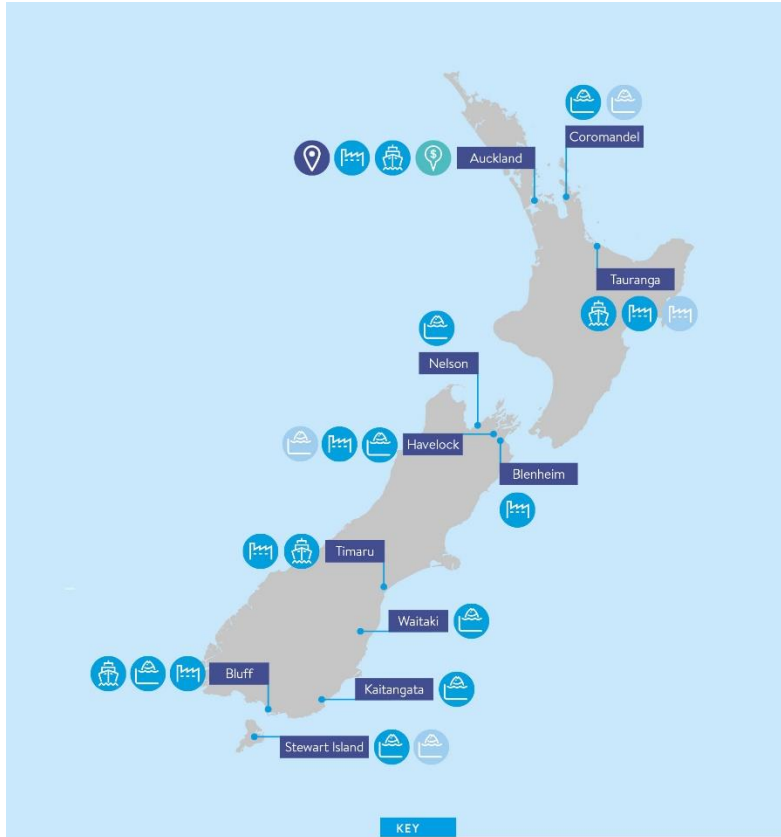 Coromandel
Auckland
Tauranga
Nelson
Havelock
Blenheim
Timaru
Waitaki
Bluff
Kaitangata
Stewart Island
KEY